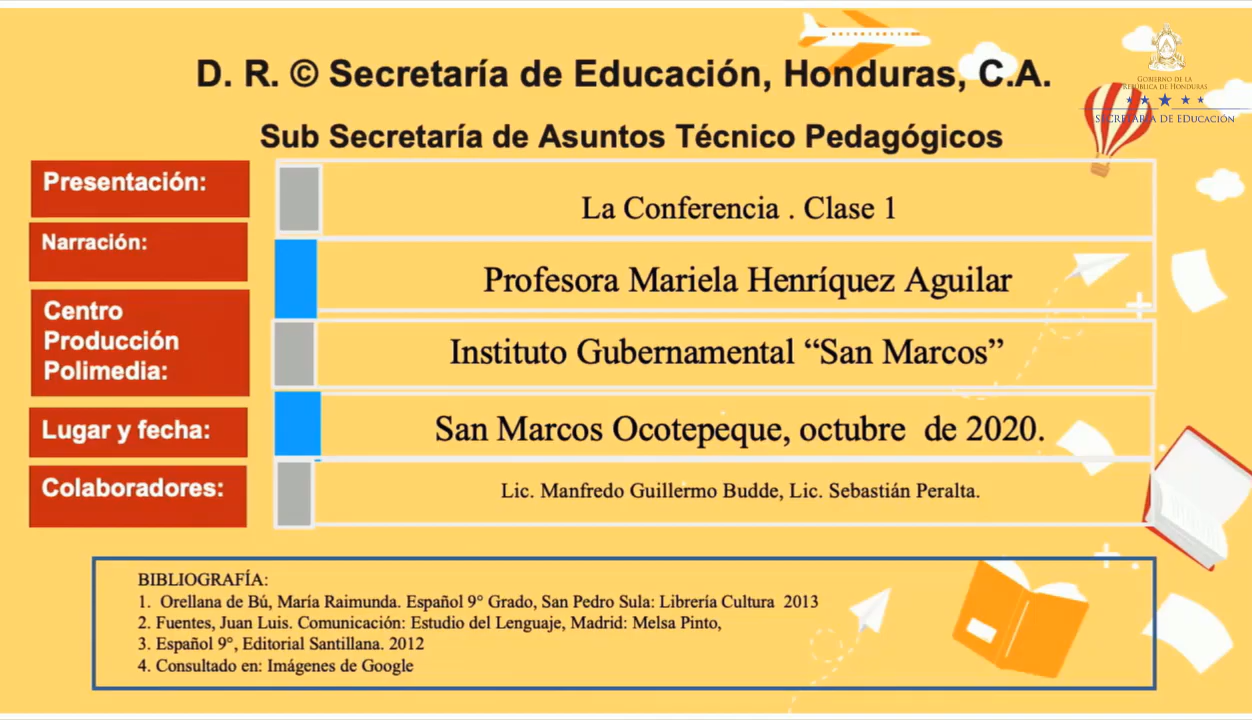 D. R. © Secretaría de Educación, Honduras, C.A.
GOBIERNO DE LA
REPÚBLICA DE HONDURAS
SECRETARÍA DE EDUCACIÓN
Sub Secretaría de Asuntos Técnico Pedagógicos
Presentación:
La Conferencia . Clase 1
Narración:
Profesora Mariela Henríquez Aguilar
Centro
Producción
Polimedia:
Instituto Gubernamental “San Marcos”
Lugar y fecha:
San Marcos Ocotepeque, octubre  de 2020.
Colaboradores:
Lic. Manfredo Guillermo Budde, Lic. Sebastián Peralta.
BIBLIOGRAFÍA:
1.  Orellana de Bú, María Raimunda. Español 9° Grado, San Pedro Sula: Librería Cultura  2013
2. Fuentes, Juan Luis. Comunicación: Estudio del Lenguaje, Madrid: Melsa Pinto,
3. Español 9°, Editorial Santillana. 2012
4. Consultado en: Imágenes de Google